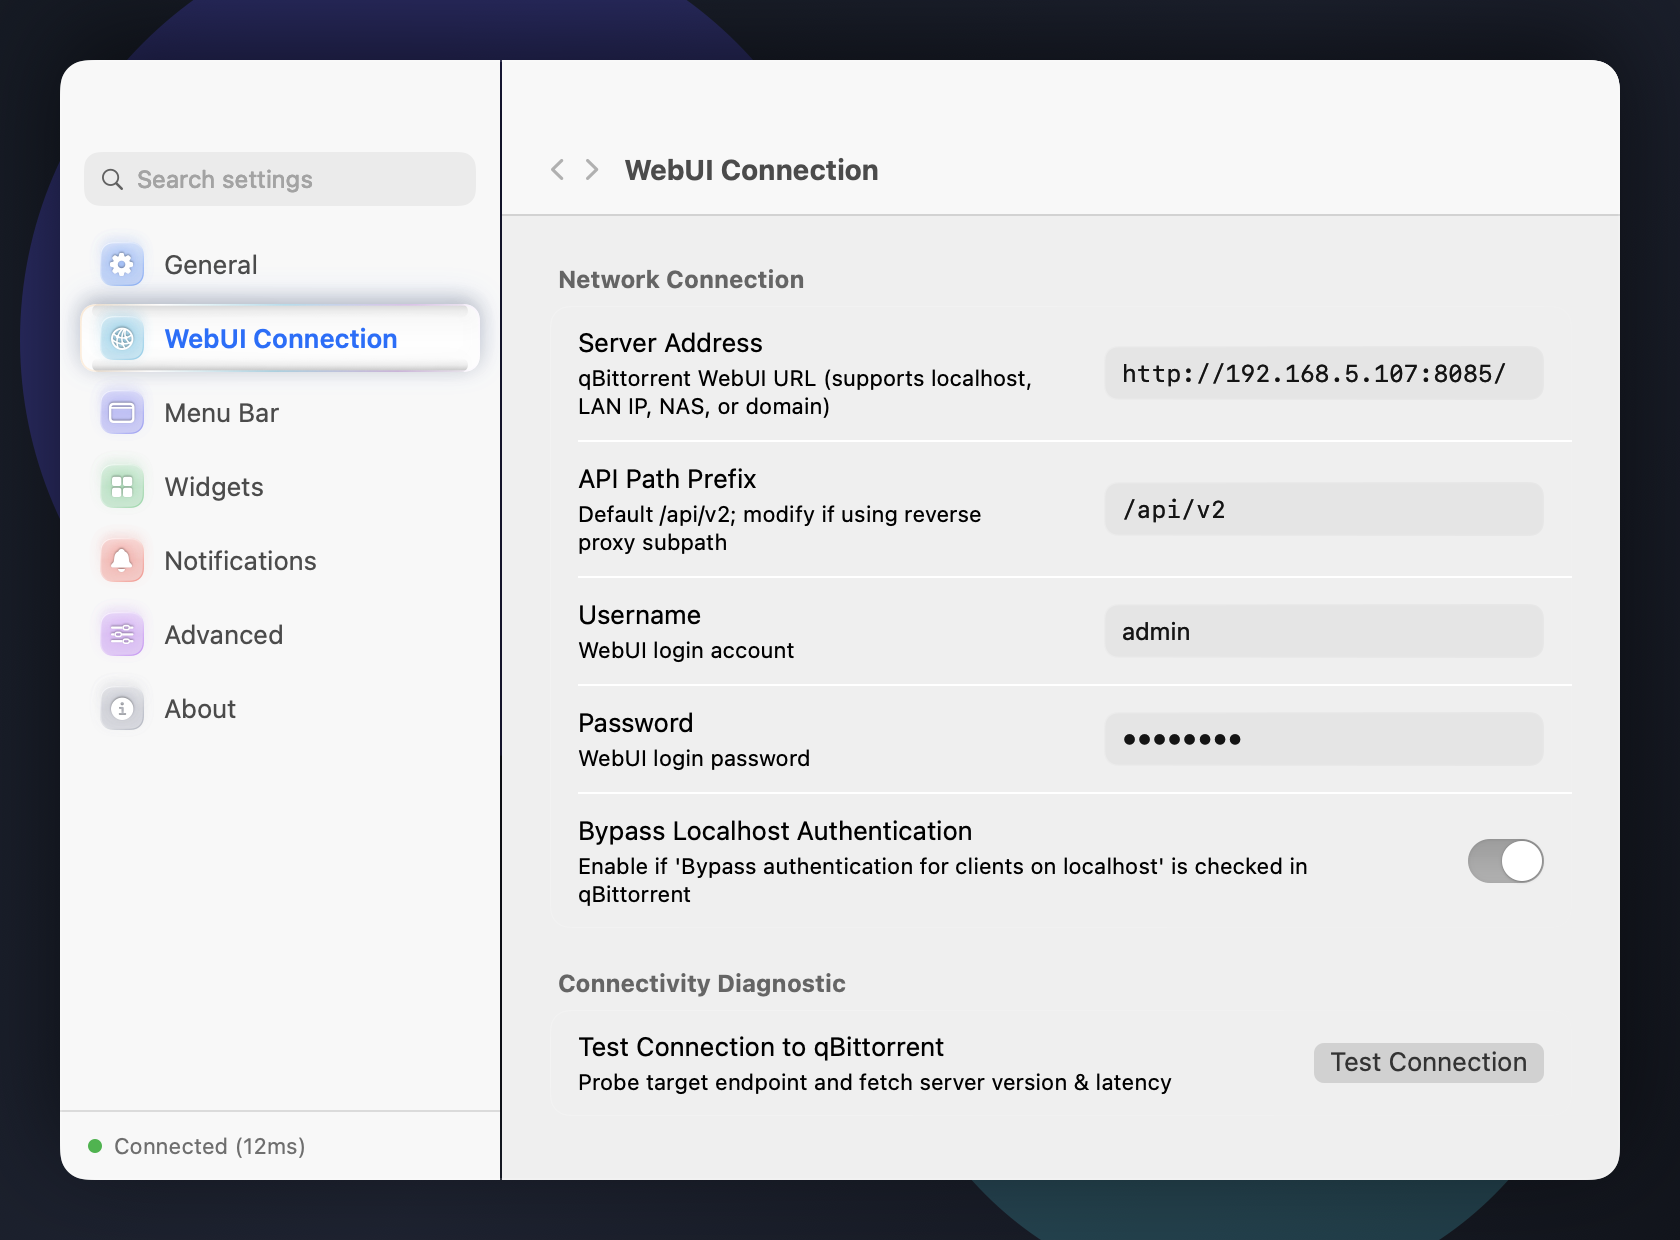 Search settings
General
WebUI Connection
Menu Bar
Widgets
Notifications
Advanced
About
Connected (12ms)
WebUI Connection
Network Connection
Server Address
qBittorrent WebUI URL (supports localhost,
LAN IP, NAS, or domain)
http://192.168.5.107:8085/
API Path Prefix
Default /api/v2; modify if using reverse
proxy subpath
/api/v2
Username
WebUI login account
admin
Password
WebUI login password
••••••••
Bypass Localhost Authentication
Enable if 'Bypass authentication for clients on localhost' is checked in
qBittorrent
Connectivity Diagnostic
Test Connection to qBittorrent
Probe target endpoint and fetch server version & latency
Test Connection